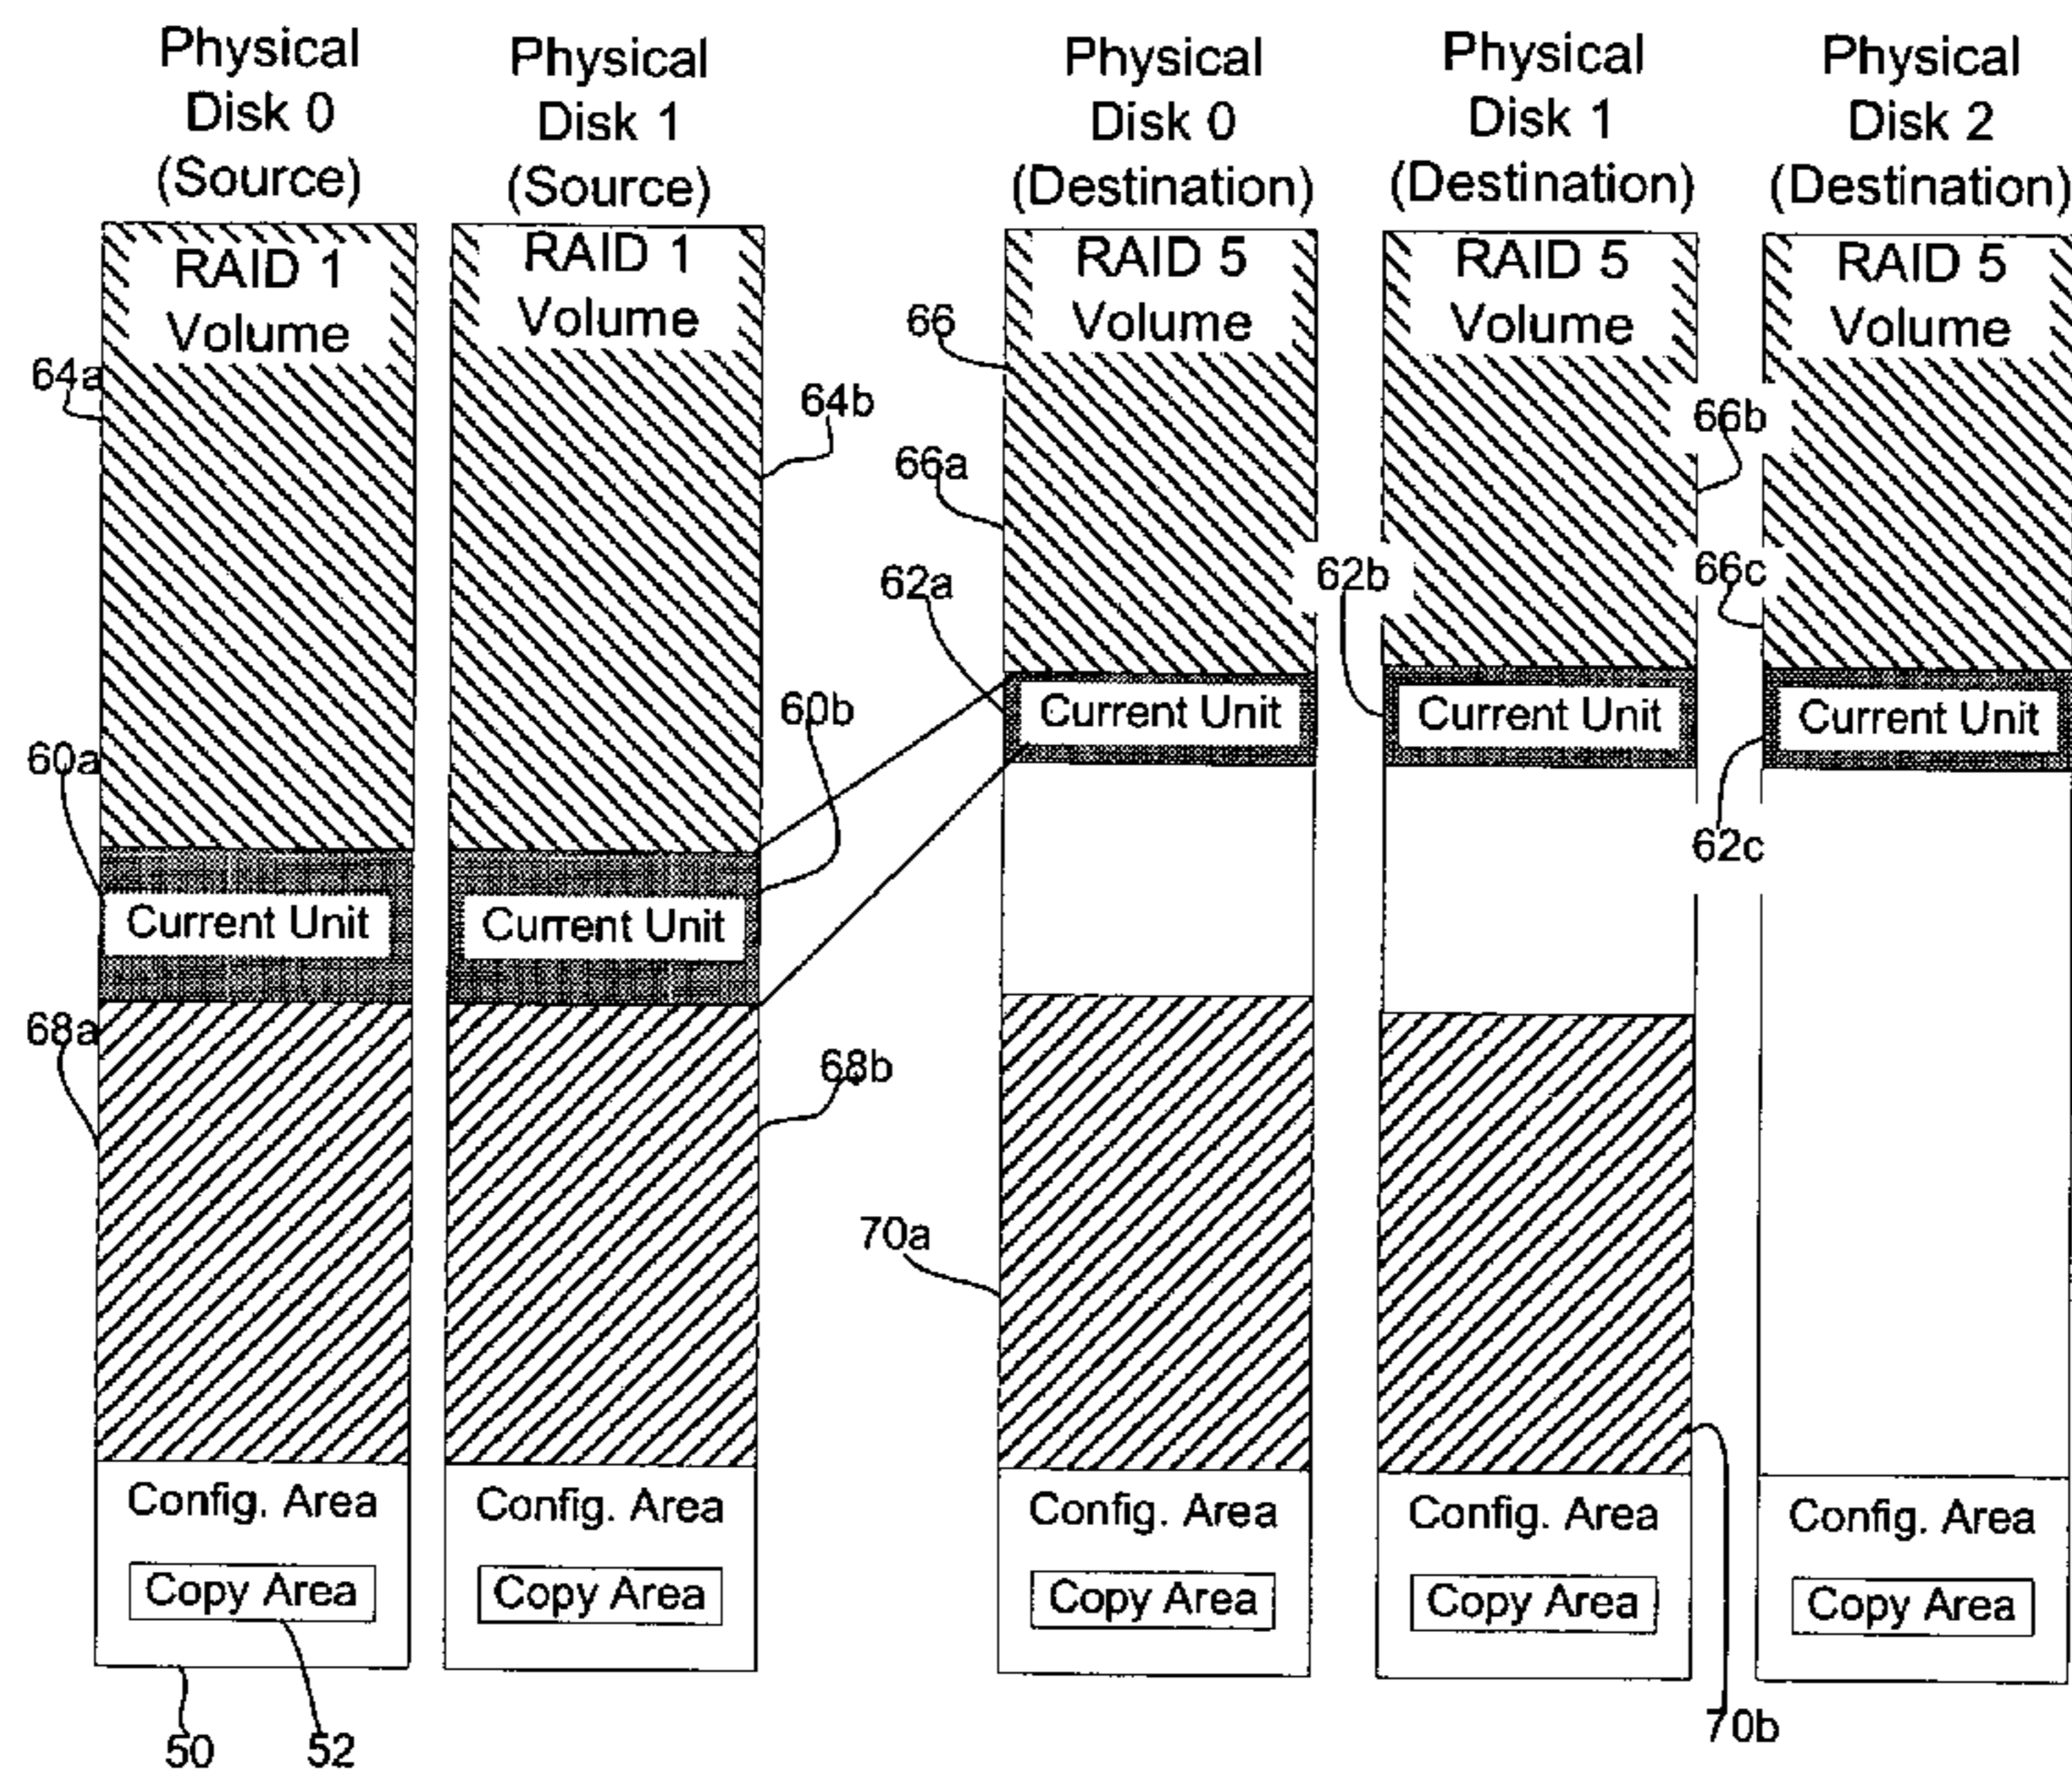 Physical
Disk 0
(Source)
Physical
Disk 1
(Source)
Physical
Disk 0
(Destination)
Physical
Disk 1
(Destination)
Physical
Disk 2
(Destination)
RAID 1
Volume
RAID 1
Volume
RAID 5
Volume
RAID 5
Volume
RAID 5
Volume
64a
64b
66
66a
66b
62a
62b
66c
60a
60b
Current Unit
Current Unit
Current Unit
Current Unit
Current Unit
62c
68a
68b
70a
Config. Area
Config. Area
Config. Area
Config. Area
Config. Area
Copy Area
Copy Area
Copy Area
Copy Area
Copy Area
50
52
70b